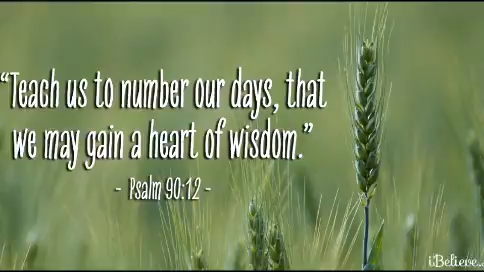 “Teach us to number our days, that
we may gain a heart of wisdom.”
- Psalm 90:12 -
iBelieve